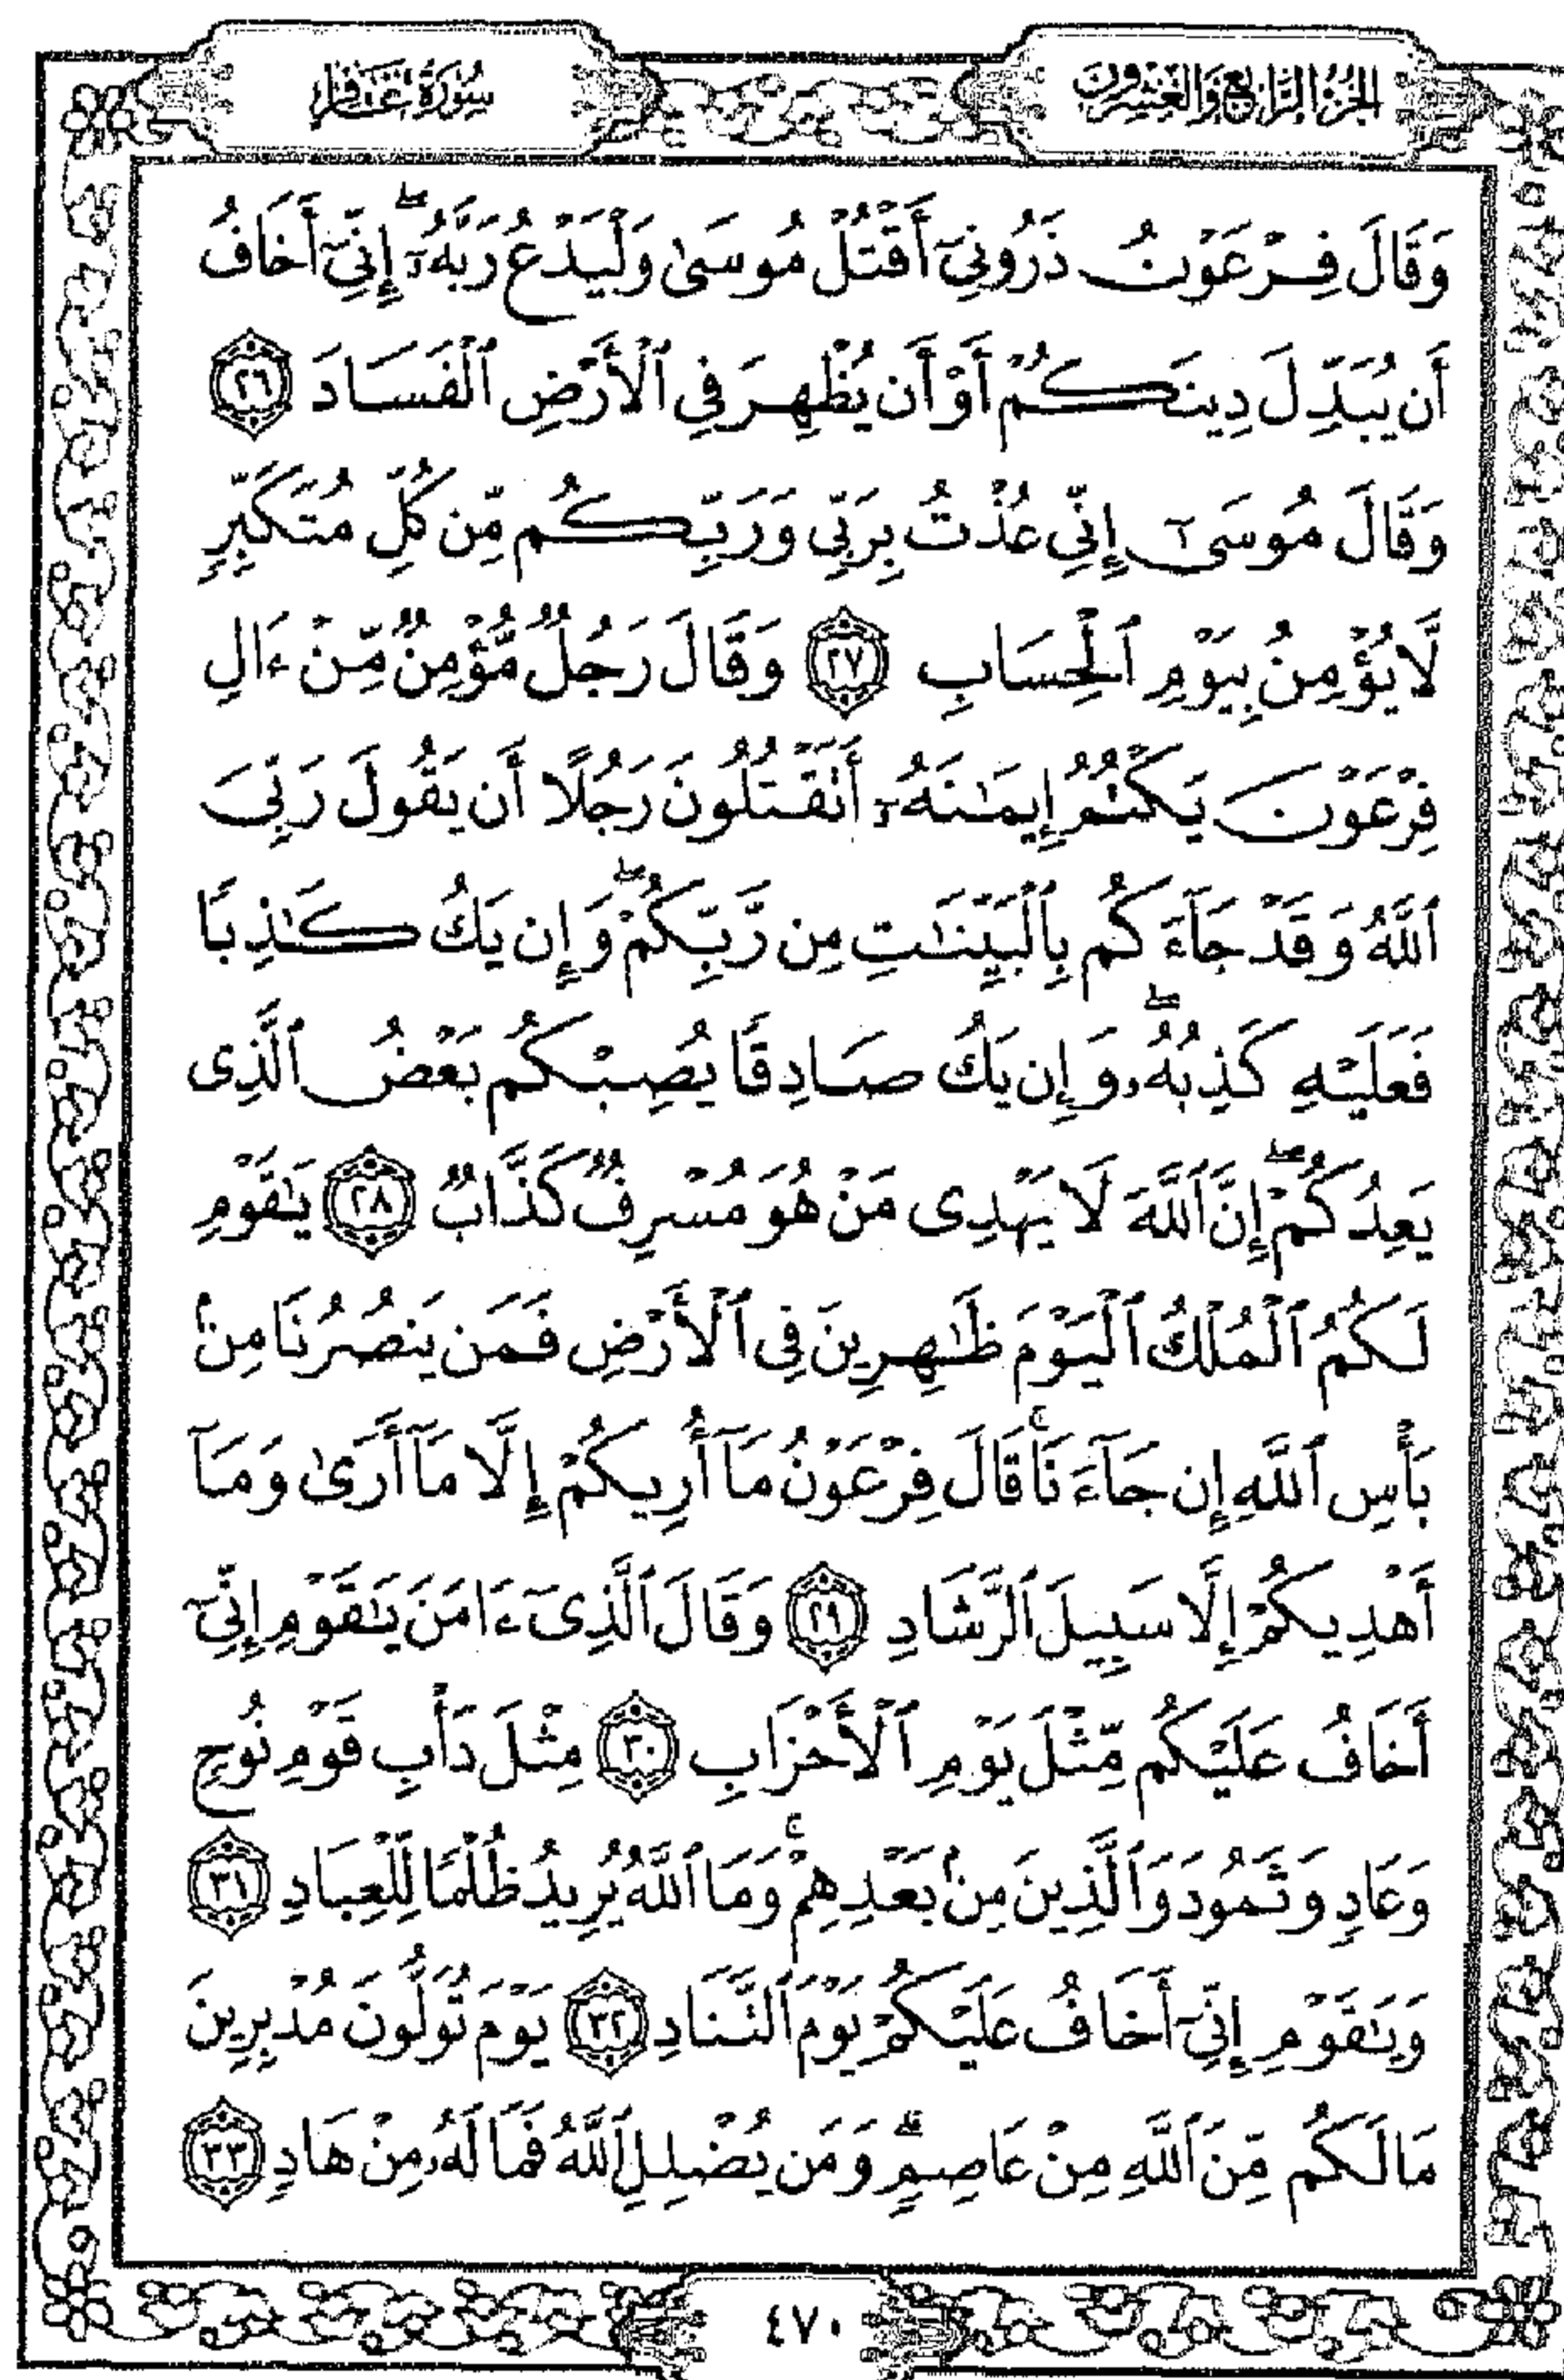 الجزء الرابع والعشرون
سورة غافر
وَقَالَ فِرْعَوْنُ ذَرُونِىٓ أَقْتُلْ مُوسَىٰ وَلْيَدْعُ رَبَّهُۥٓ ۖ إِنِّىٓ أَخَافُ
أَن يُبَدِّلَ دِينَكُمْ أَوْ أَن يُظْهِرَ فِى ٱلْأَرْضِ ٱلْفَسَادَ ٢٦
وَقَالَ مُوسَىٰٓ إِنِّى عُذْتُ بِرَبِّى وَرَبِّكُم مِّن كُلِّ مُتَكَبِّرٍ
لَّا يُؤْمِنُ بِيَوْمِ ٱلْحِسَابِ ٢٧ وَقَالَ رَجُلٌ مُّؤْمِنٌ مِّنْ ءَالِ
فِرْعَوْنَ يَكْتُمُ إِيمَٰنَهُۥٓ أَتَقْتُلُونَ رَجُلًا أَن يَقُولَ رَبِّىَ
ٱللَّهُ وَقَدْ جَآءَكُم بِٱلْبَيِّنَٰتِ مِن رَّبِّكُمْ ۖ وَإِن يَكُ كَٰذِبًا
فَعَلَيْهِ كَذِبُهُۥ ۖ وَإِن يَكُ صَادِقًا يُصِبْكُم بَعْضُ ٱلَّذِى
يَعِدُكُمْ ۖ إِنَّ ٱللَّهَ لَا يَهْدِى مَنْ هُوَ مُسْرِفٌ كَذَّابٌ ٢٨ يَٰقَوْمِ
لَكُمُ ٱلْمُلْكُ ٱلْيَوْمَ ظَٰهِرِينَ فِى ٱلْأَرْضِ فَمَن يَنصُرُنَا مِنۢ
بَأْسِ ٱللَّهِ إِن جَآءَنَا ۚ قَالَ فِرْعَوْنُ مَآ أُرِيكُمْ إِلَّا مَآ أَرَىٰ وَمَآ
أَهْدِيكُمْ إِلَّا سَبِيلَ ٱلرَّشَادِ ٢٩ وَقَالَ ٱلَّذِىٓ ءَامَنَ يَٰقَوْمِ إِنِّىٓ
أَخَافُ عَلَيْكُم مِّثْلَ يَوْمِ ٱلْأَحْزَابِ ٣٠ مِثْلَ دَأْبِ قَوْمِ نُوحٍ
وَعَادٍ وَثَمُودَ وَٱلَّذِينَ مِنۢ بَعْدِهِمْ ۚ وَمَا ٱللَّهُ يُرِيدُ ظُلْمًا لِّلْعِبَادِ ٣١
وَيَٰقَوْمِ إِنِّىٓ أَخَافُ عَلَيْكُمْ يَوْمَ ٱلتَّنَادِ ٣٢ يَوْمَ تُوَلُّونَ مُدْبِرِينَ
مَا لَكُم مِّنَ ٱللَّهِ مِنْ عَاصِمٍ ۗ وَمَن يُضْلِلِ ٱللَّهُ فَمَا لَهُۥ مِنْ هَادٍ ٣٣
٤٧٠